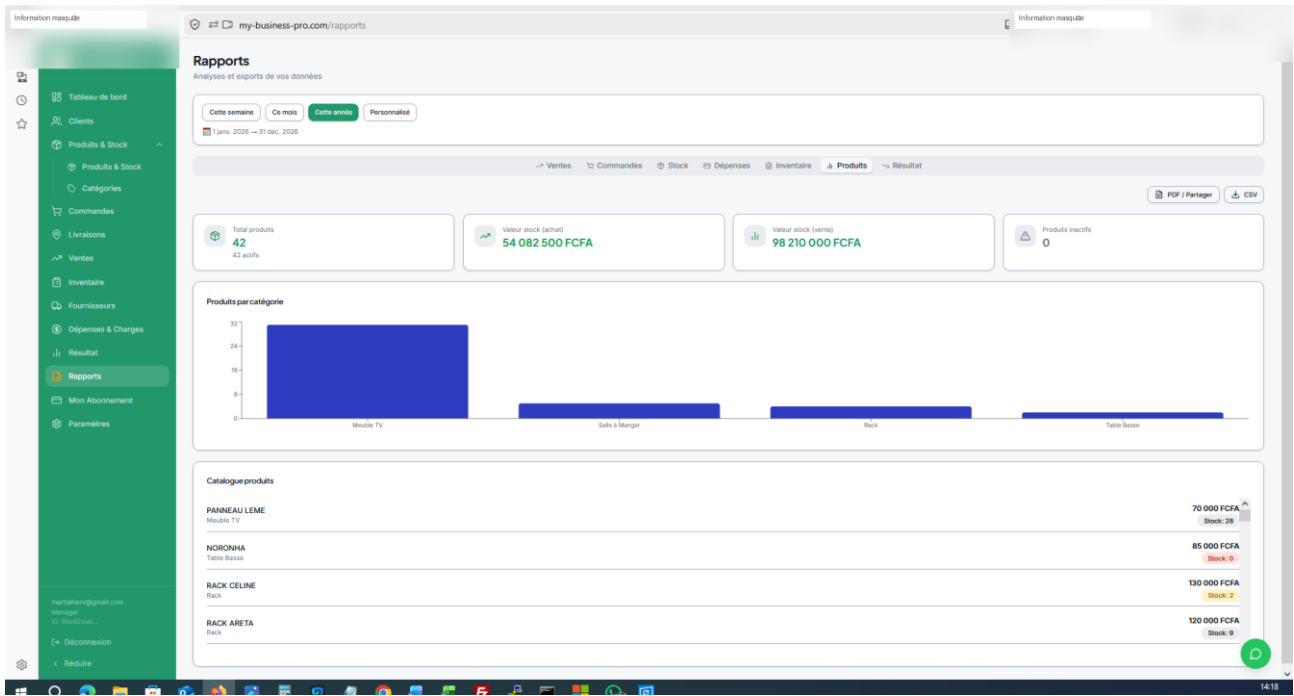 Information masquée
my-business-pro.com/rapports
Information masquée
Tableau de bord
Clients
Produits & Stock
Produits & Stock
Catégories
Commandes
Livraisons
Ventes
Inventaire
Fournisseurs
Dépenses & Charges
Résultat
Rapports
Mon Abonnement
Paramètres
Manager
Déconnexion
Réduire
Rapports
Analyses et exports de vos données
Cette semaine Ce mois Cette année Personnalisé
1 janv. 2026 → 31 déc. 2026
Ventes Commandes Stock Dépenses Inventaire Produits Résultat
PDF / Partager CSV
Total produits
42
42 actifs
Valeur stock (achat)
54 082 500 FCFA
Valeur stock (vente)
98 210 000 FCFA
Produits inactifs
0
Produits par catégorie
32
24
16
8
0
Meuble TV Salle à Manger Rack Table Basse
Catalogue produits
PANNEAU LEME 70 000 FCFA
Meuble TV Stock: 28
NORONHA 85 000 FCFA
Table Basse Stock: 0
RACK CELINE 130 000 FCFA
Rack Stock: 2
RACK ARETA 120 000 FCFA
Rack Stock: 9
14:18